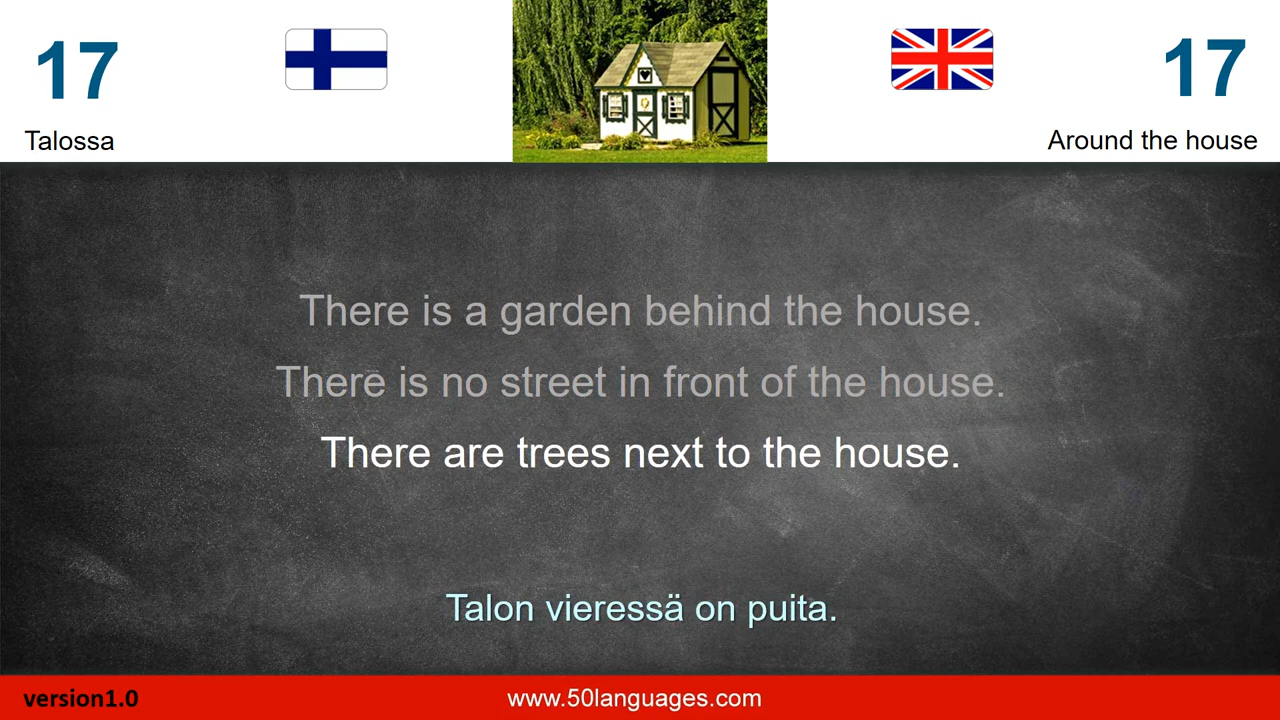 17
17
Talossa
Around the house
There is a garden behind the house.
There is no street in front of the house.
There are trees next to the house.
Talon vieressä on puita.
version1.0
www.50languages.com